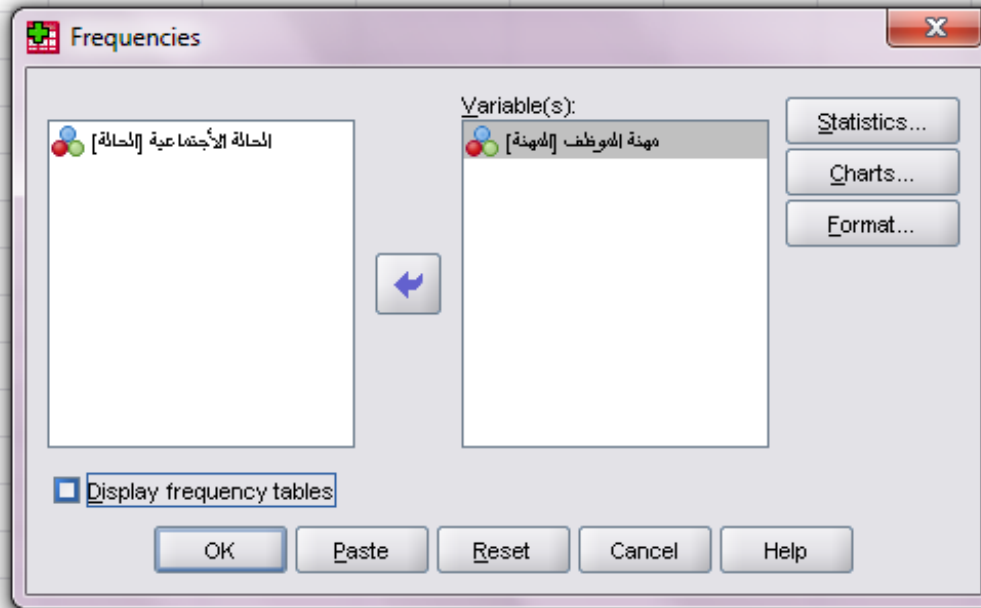 Frequencies
Variable(s):
الحالة الأجتماعية [الحالة]
مهنة الموظف [المهنة]
Statistics...
Charts...
Format...
Display frequency tables
OK
Paste
Reset
Cancel
Help